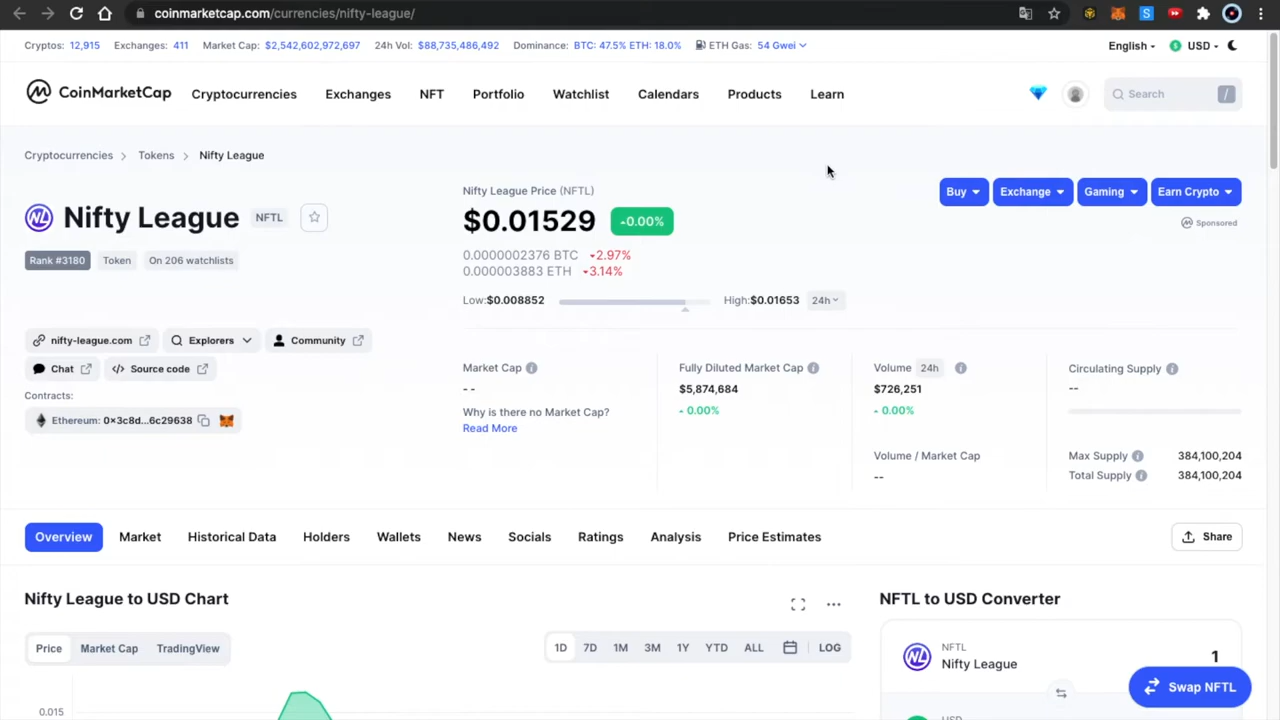 coinmarketcap.com/currencies/nifty-league/
Cryptos: 12,915 Exchanges: 411 Market Cap: $2,542,602,972,697 24h Vol: $88,735,486,492 Dominance: BTC: 47.5% ETH: 18.0% ETH Gas: 54 Gwei English USD
CoinMarketCap Cryptocurrencies Exchanges NFT Portfolio Watchlist Calendars Products Learn Search /
Cryptocurrencies > Tokens > Nifty League
Nifty League NFTL
Rank #3180 Token On 206 watchlists
nifty-league.com Explorers Community
Chat Source code
Contracts:
Ethereum: 0x3c8d...6c29638
Nifty League Price (NFTL)
$0.01529 0.00%
0.0000002376 BTC 2.97%
0.000003883 ETH 3.14%
Low:$0.008852 High:$0.01653 24h
Buy Exchange Gaming Earn Crypto
Sponsored
Market Cap
- -
Why is there no Market Cap?
Read More
Fully Diluted Market Cap
$5,874,684
0.00%
Volume 24h
$726,251
0.00%
Volume / Market Cap
--
Circulating Supply
--
Max Supply 384,100,204
Total Supply 384,100,204
Overview Market Historical Data Holders Wallets News Socials Ratings Analysis Price Estimates Share
Nifty League to USD Chart
Price Market Cap TradingView 1D 7D 1M 3M 1Y YTD ALL LOG
0.015
NFTL to USD Converter
NL NFTL
Nifty League 1
Swap NFTL
USD